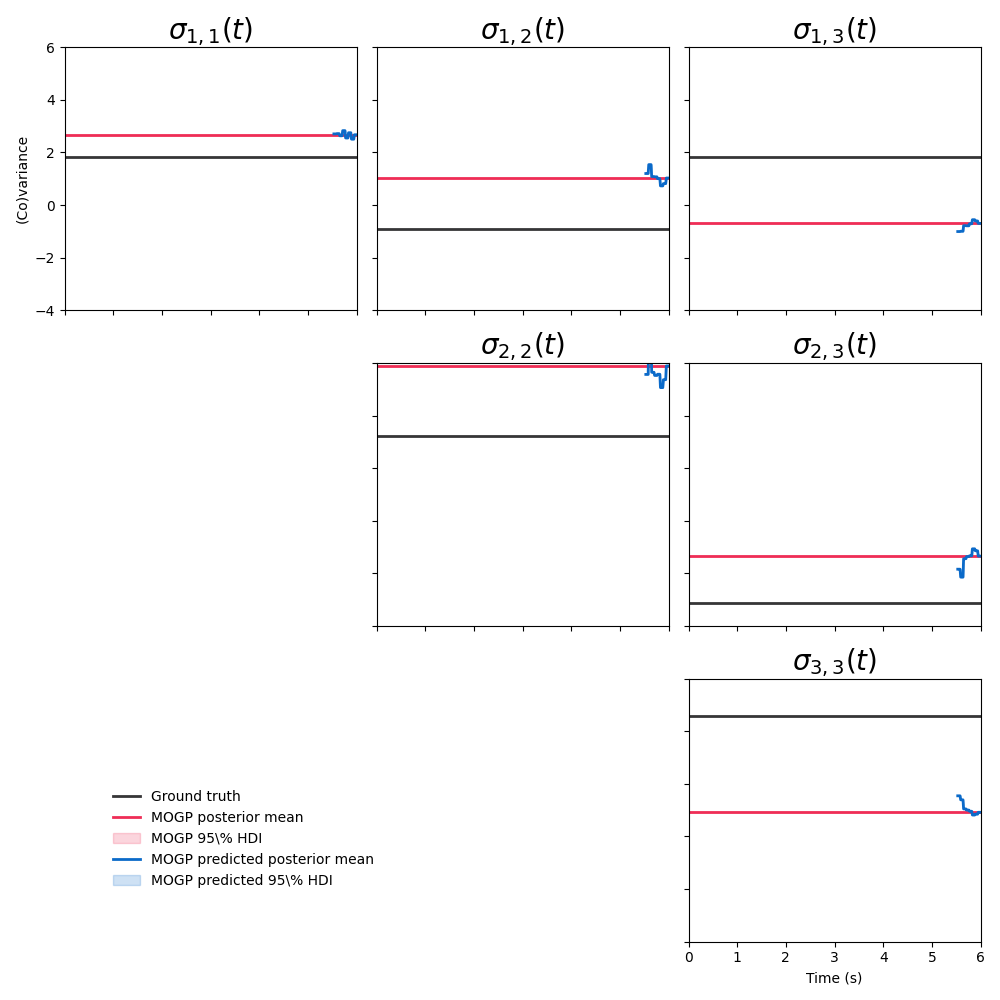 σ₁,₁(t) σ₁,₂(t) σ₁,₃(t)
6
4
2
0
−2
−4
(Co)variance
σ₂,₂(t) σ₂,₃(t)
σ₃,₃(t)
Ground truth
MOGP posterior mean
MOGP 95\% HDI
MOGP predicted posterior mean
MOGP predicted 95\% HDI
0 1 2 3 4 5 6
Time (s)